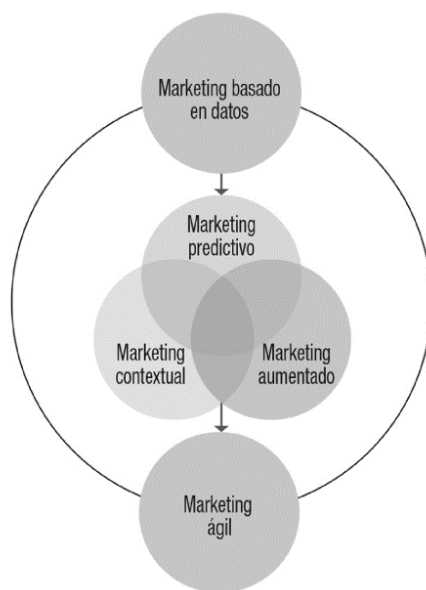 Marketing basado
en datos
Marketing
predictivo
Marketing
contextual
Marketing
aumentado
Marketing
ágil